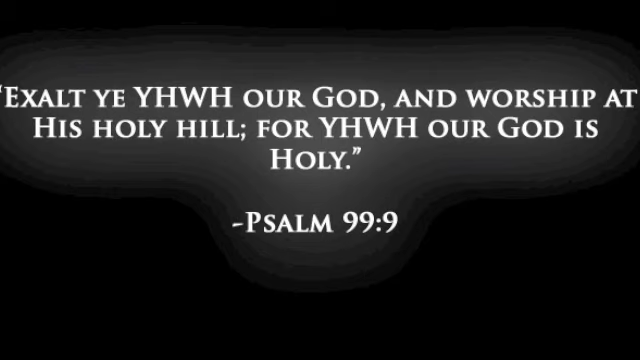 “Exalt ye YHWH our God, and worship at
His holy hill; for YHWH our God is
Holy.”
-Psalm 99:9